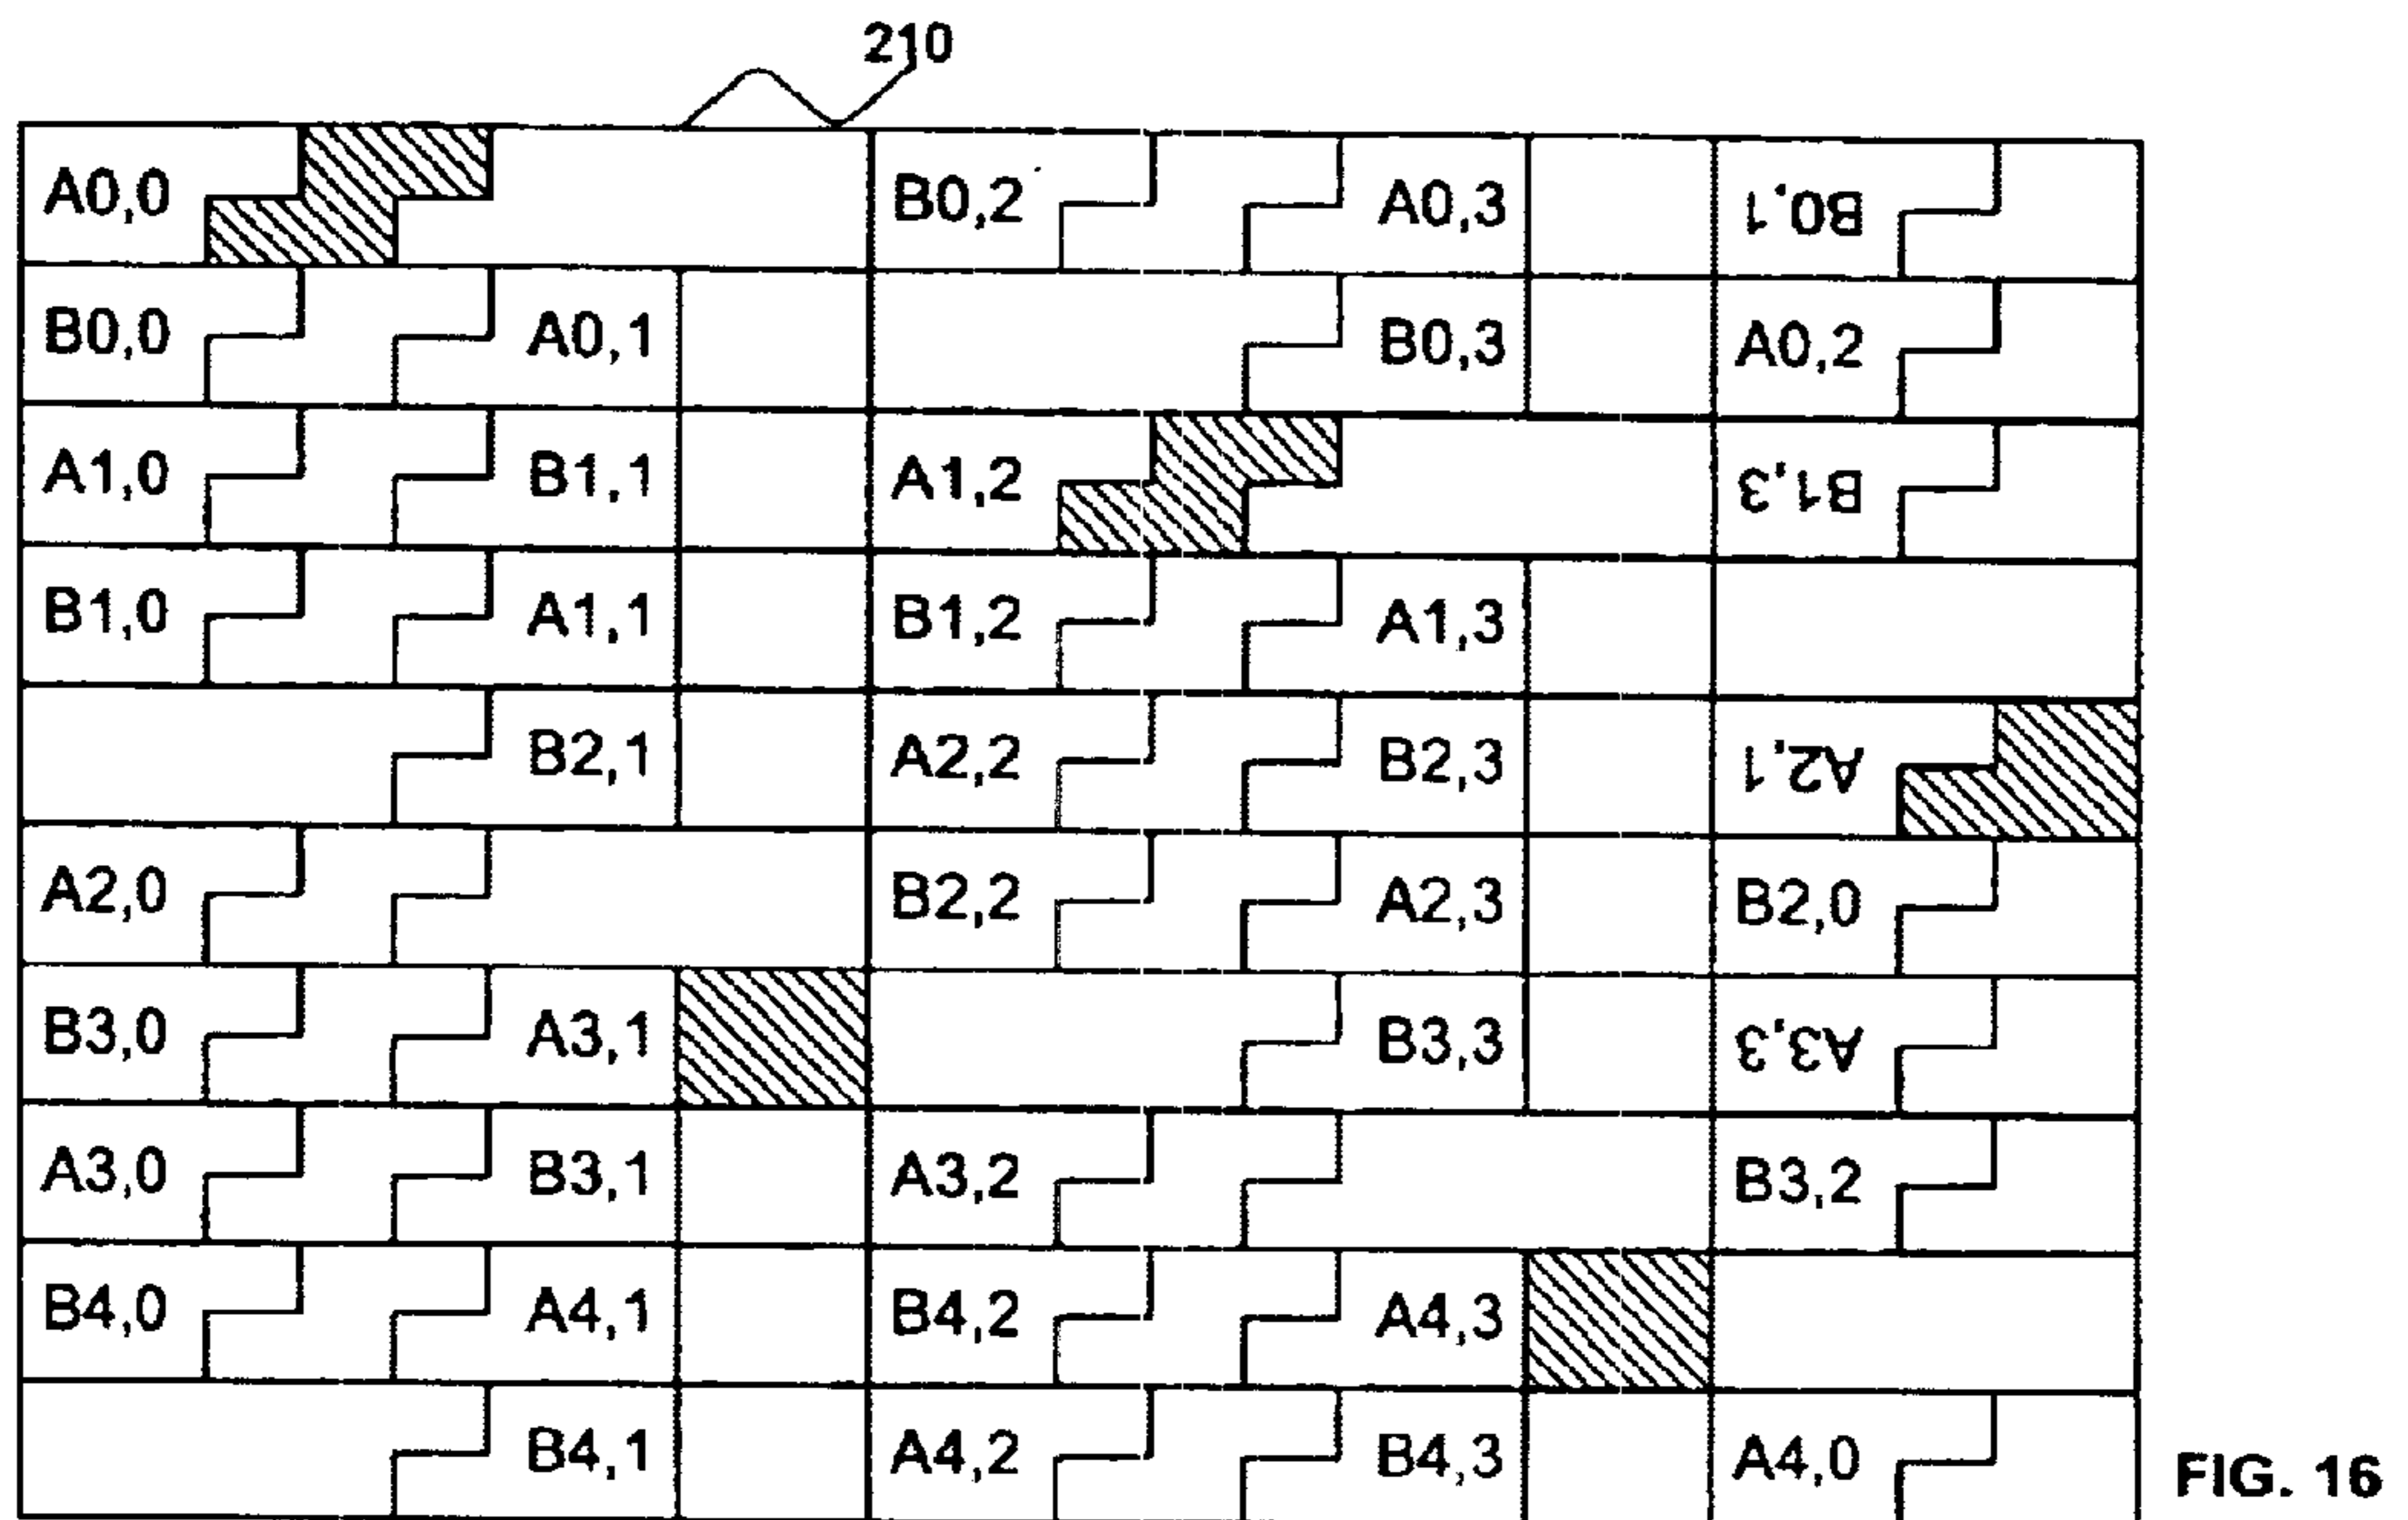 210
A0,0 B0,2 A0,3 B0,1
B0,0 A0,1 B0,3 A0,2
A1,0 B1,1 A1,2 B1,3
B1,0 A1,1 B1,2 A1,3
B2,1 A2,2 B2,3 A2,1
A2,0 B2,2 A2,3 B2,0
B3,0 A3,1 B3,3 A3,3
A3,0 B3,1 A3,2 B3,2
B4,0 A4,1 B4,2 A4,3
B4,1 A4,2 B4,3 A4,0
FIG. 16